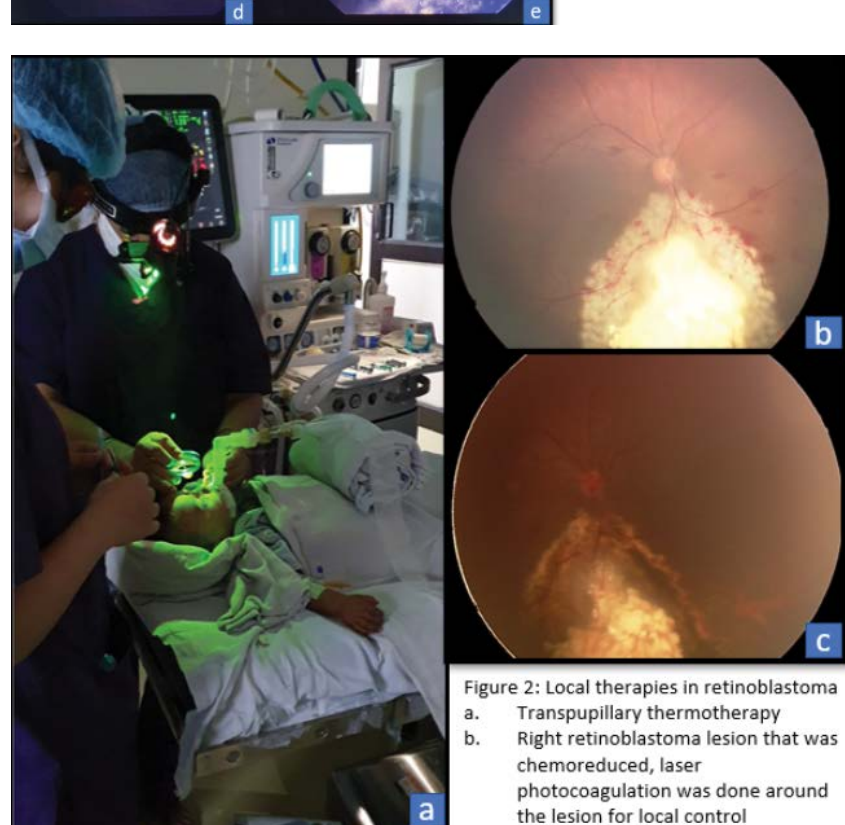 d
e
b
c
Figure 2: Local therapies in retinoblastoma
a. Transpupillary thermotherapy
b. Right retinoblastoma lesion that was
chemoreduced, laser
photocoagulation was done around
the lesion for local control
a